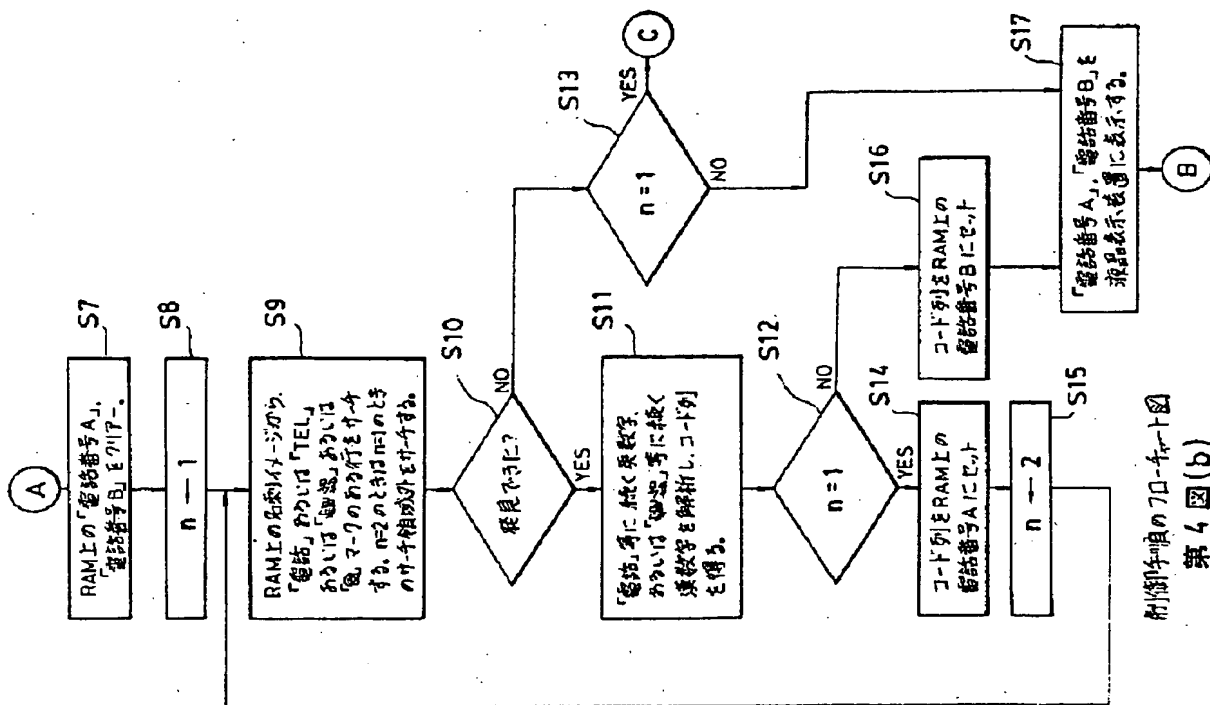 A
S7
RAM上の「電話番号A」,
「電話番号B」をクリアー。
S8
n ← 1
S9
RAM上の名刺イメージから、
「電話」あるいは「TEL」
あるいは「」あるいは
「」マークのある行をサーチ
する。n=2のときはn=1のとき
のサーチ領域以外をサーチする。
S10
発見できた?
NO
YES
S11
「電話」等に続く英数字、
あるいは「」等に続く
漢数字を解析し、コード列
を得る。
S12
n = 1
NO
YES
S13
n = 1
YES
C
NO
S14
コード列をRAM上の
電話番号Aにセット
S15
n ← 2
S16
コード列をRAM上の
電話番号Bにセット
S17
「電話番号A」,「電話番号B」を
液晶表示装置に表示する。
B
制御手順のフローチャート図
第4図(b)